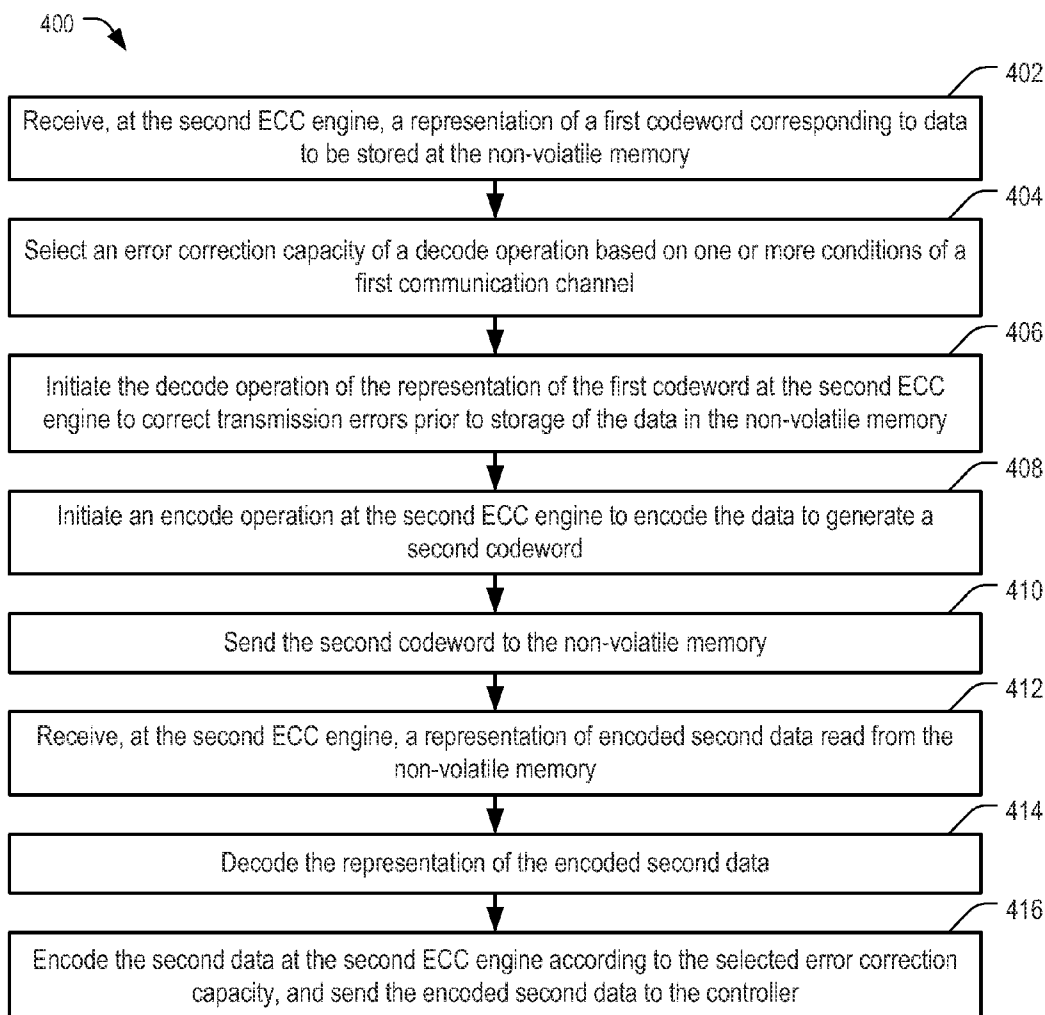 400
402
Receive, at the second ECC engine, a representation of a first codeword corresponding to data
to be stored at the non-volatile memory
404
Select an error correction capacity of a decode operation based on one or more conditions of a
first communication channel
406
Initiate the decode operation of the representation of the first codeword at the second ECC
engine to correct transmission errors prior to storage of the data in the non-volatile memory
408
Initiate an encode operation at the second ECC engine to encode the data to generate a
second codeword
410
Send the second codeword to the non-volatile memory
412
Receive, at the second ECC engine, a representation of encoded second data read from the
non-volatile memory
414
Decode the representation of the encoded second data
416
Encode the second data at the second ECC engine according to the selected error correction
capacity, and send the encoded second data to the controller